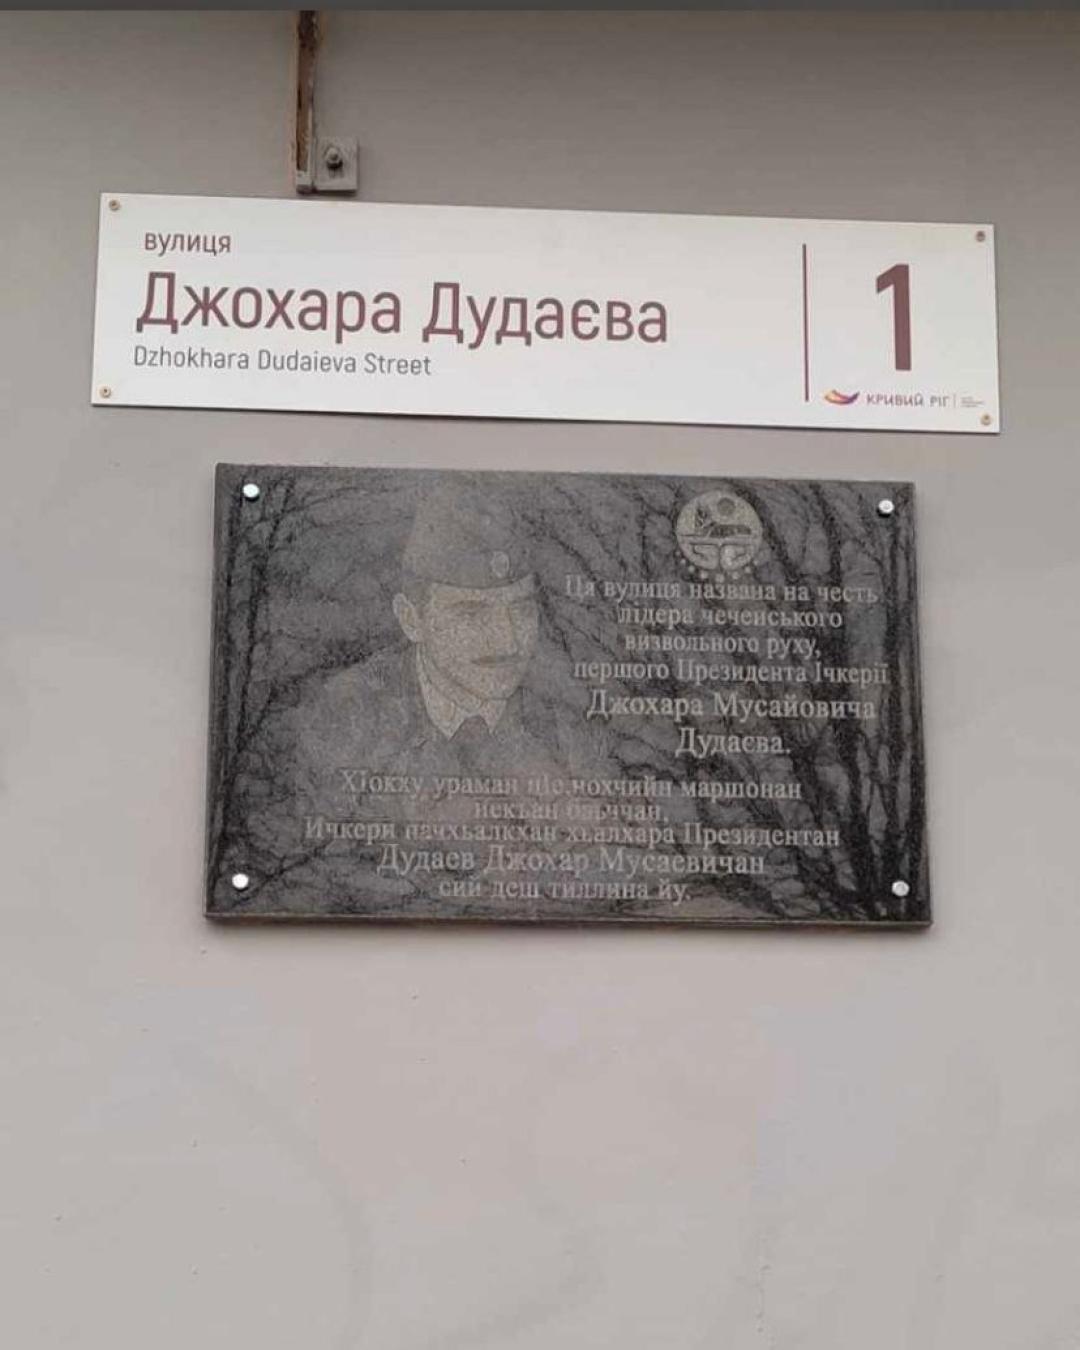 вулиця
Джохара Дудаєва
Dzhokhara Dudaieva Street
1
КРИВИЙ РІГ
Ця вулиця названа на честь
лідера чеченського
визвольного руху,
першого Президента Ічкерії
Джохара Мусайовича
Дудаєва.
ХӀокху ураман цӀе нохчийн маршонан
некъан баьччан,
Ичкери пачхьалкхан хьалхара Президентан
Дудаев Джохар Мусаевичан
сий деш тиллина йу.